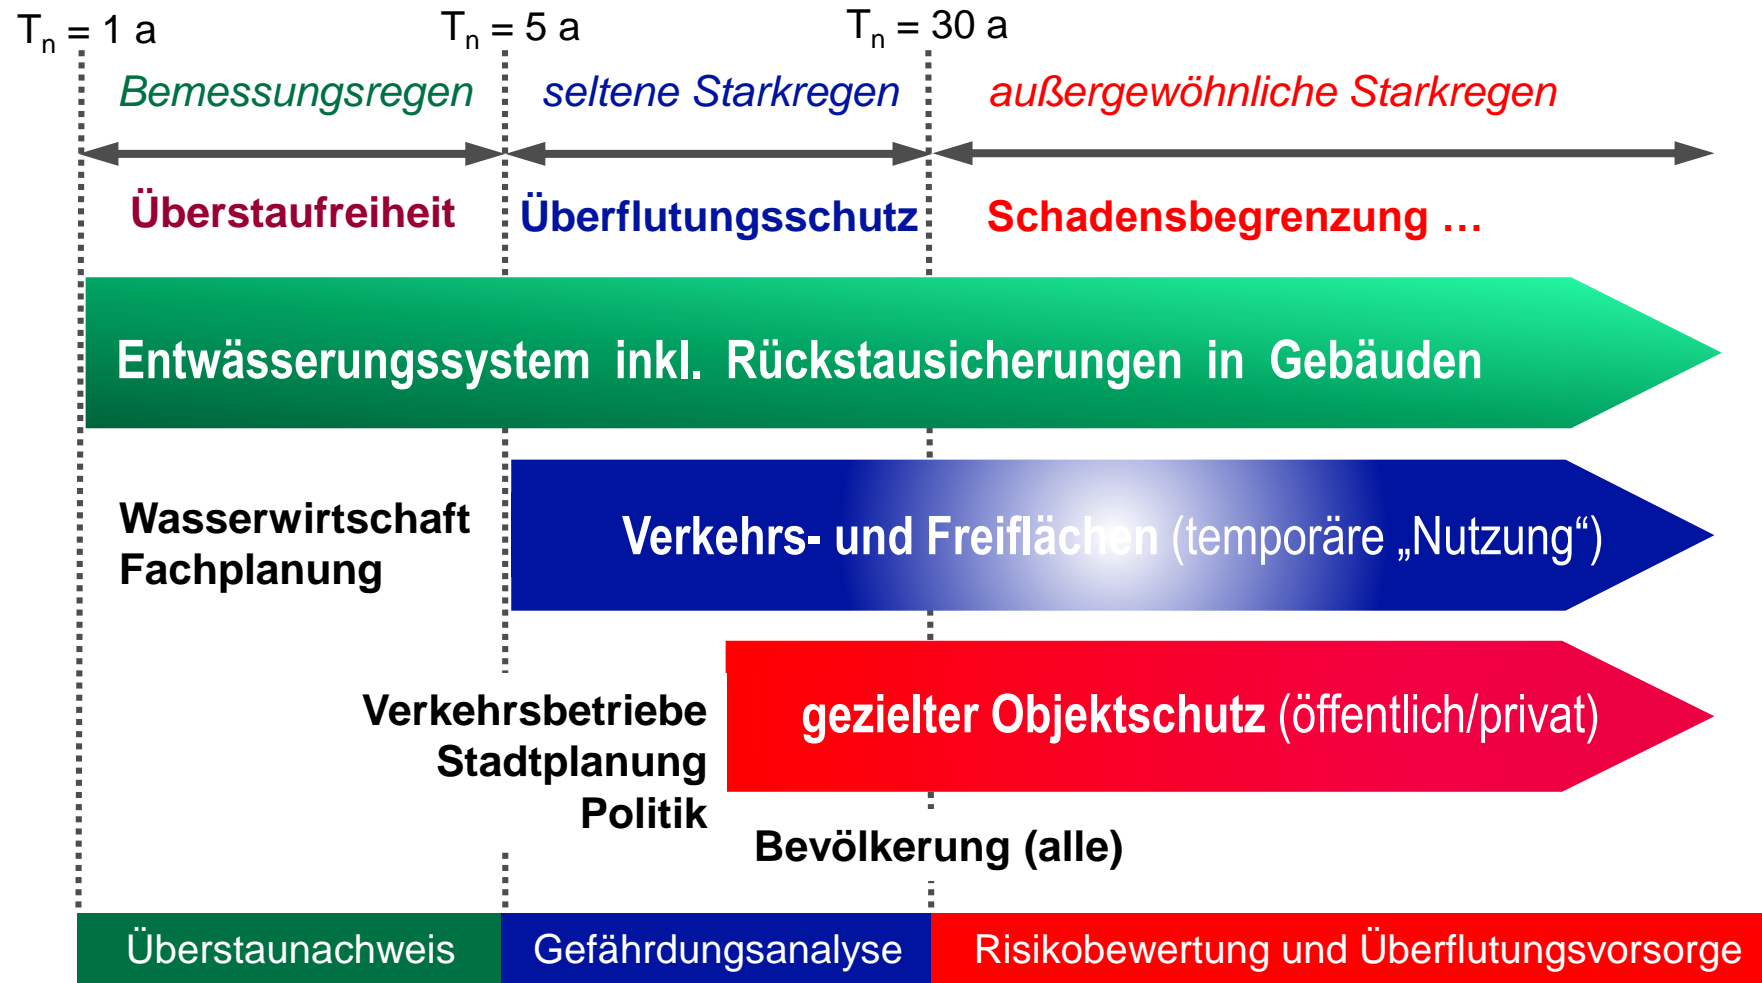 Tn = 1 a
Tn = 5 a
Tn = 30 a
Bemessungsregen
seltene Starkregen
außergewöhnliche Starkregen
Überstaufreiheit
Überflutungsschutz
Schadensbegrenzung …
Entwässerungssystem inkl. Rückstausicherungen in Gebäuden
Wasserwirtschaft
Fachplanung
Verkehrs- und Freiflächen (temporäre „Nutzung“)
Verkehrsbetriebe
Stadtplanung
Politik
gezielter Objektschutz (öffentlich/privat)
Bevölkerung (alle)
Überstaunachweis
Gefährdungsanalyse
Risikobewertung und Überflutungsvorsorge